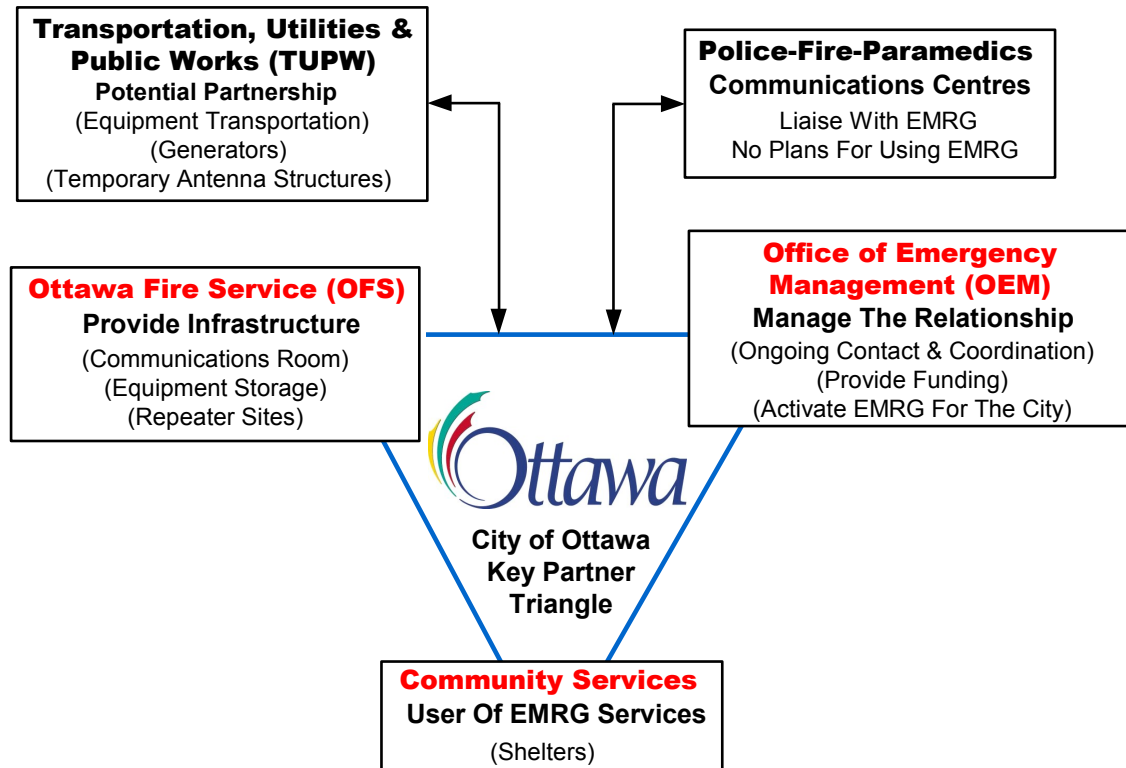 Transportation, Utilities &
Public Works (TUPW)
Potential Partnership
(Equipment Transportation)
(Generators)
(Temporary Antenna Structures)
Police-Fire-Paramedics
Communications Centres
Liaise With EMRG
No Plans For Using EMRG
Ottawa Fire Service (OFS)
Provide Infrastructure
(Communications Room)
(Equipment Storage)
(Repeater Sites)
Office of Emergency
Management (OEM)
Manage The Relationship
(Ongoing Contact & Coordination)
(Provide Funding)
(Activate EMRG For The City)
Ottawa
City of Ottawa
Key Partner
Triangle
Community Services
User Of EMRG Services
(Shelters)